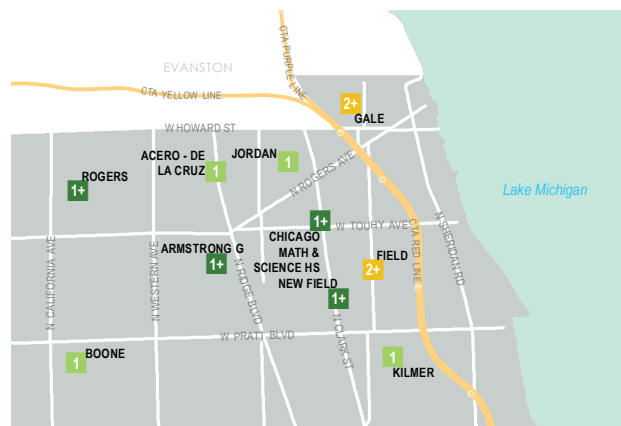 EVANSTON
CTA PURPLE LINE
CTA YELLOW LINE
2+
GALE
W HOWARD ST
ACERO - DE
LA CRUZ
1
JORDAN
1
N ROGERS AVE
ROGERS
1+
Lake Michigan
1+
CHICAGO
MATH &
SCIENCE HS
W TOUHY AVE
ARMSTRONG G
1+
FIELD
2+
NEW FIELD
1+
CTA RED LINE
N SHERIDAN RD
N CALIFORNIA AVE
N WESTERN AVE
N RIDGE BLVD
N CLARK ST
W PRATT BLVD
BOONE
1
1
KILMER